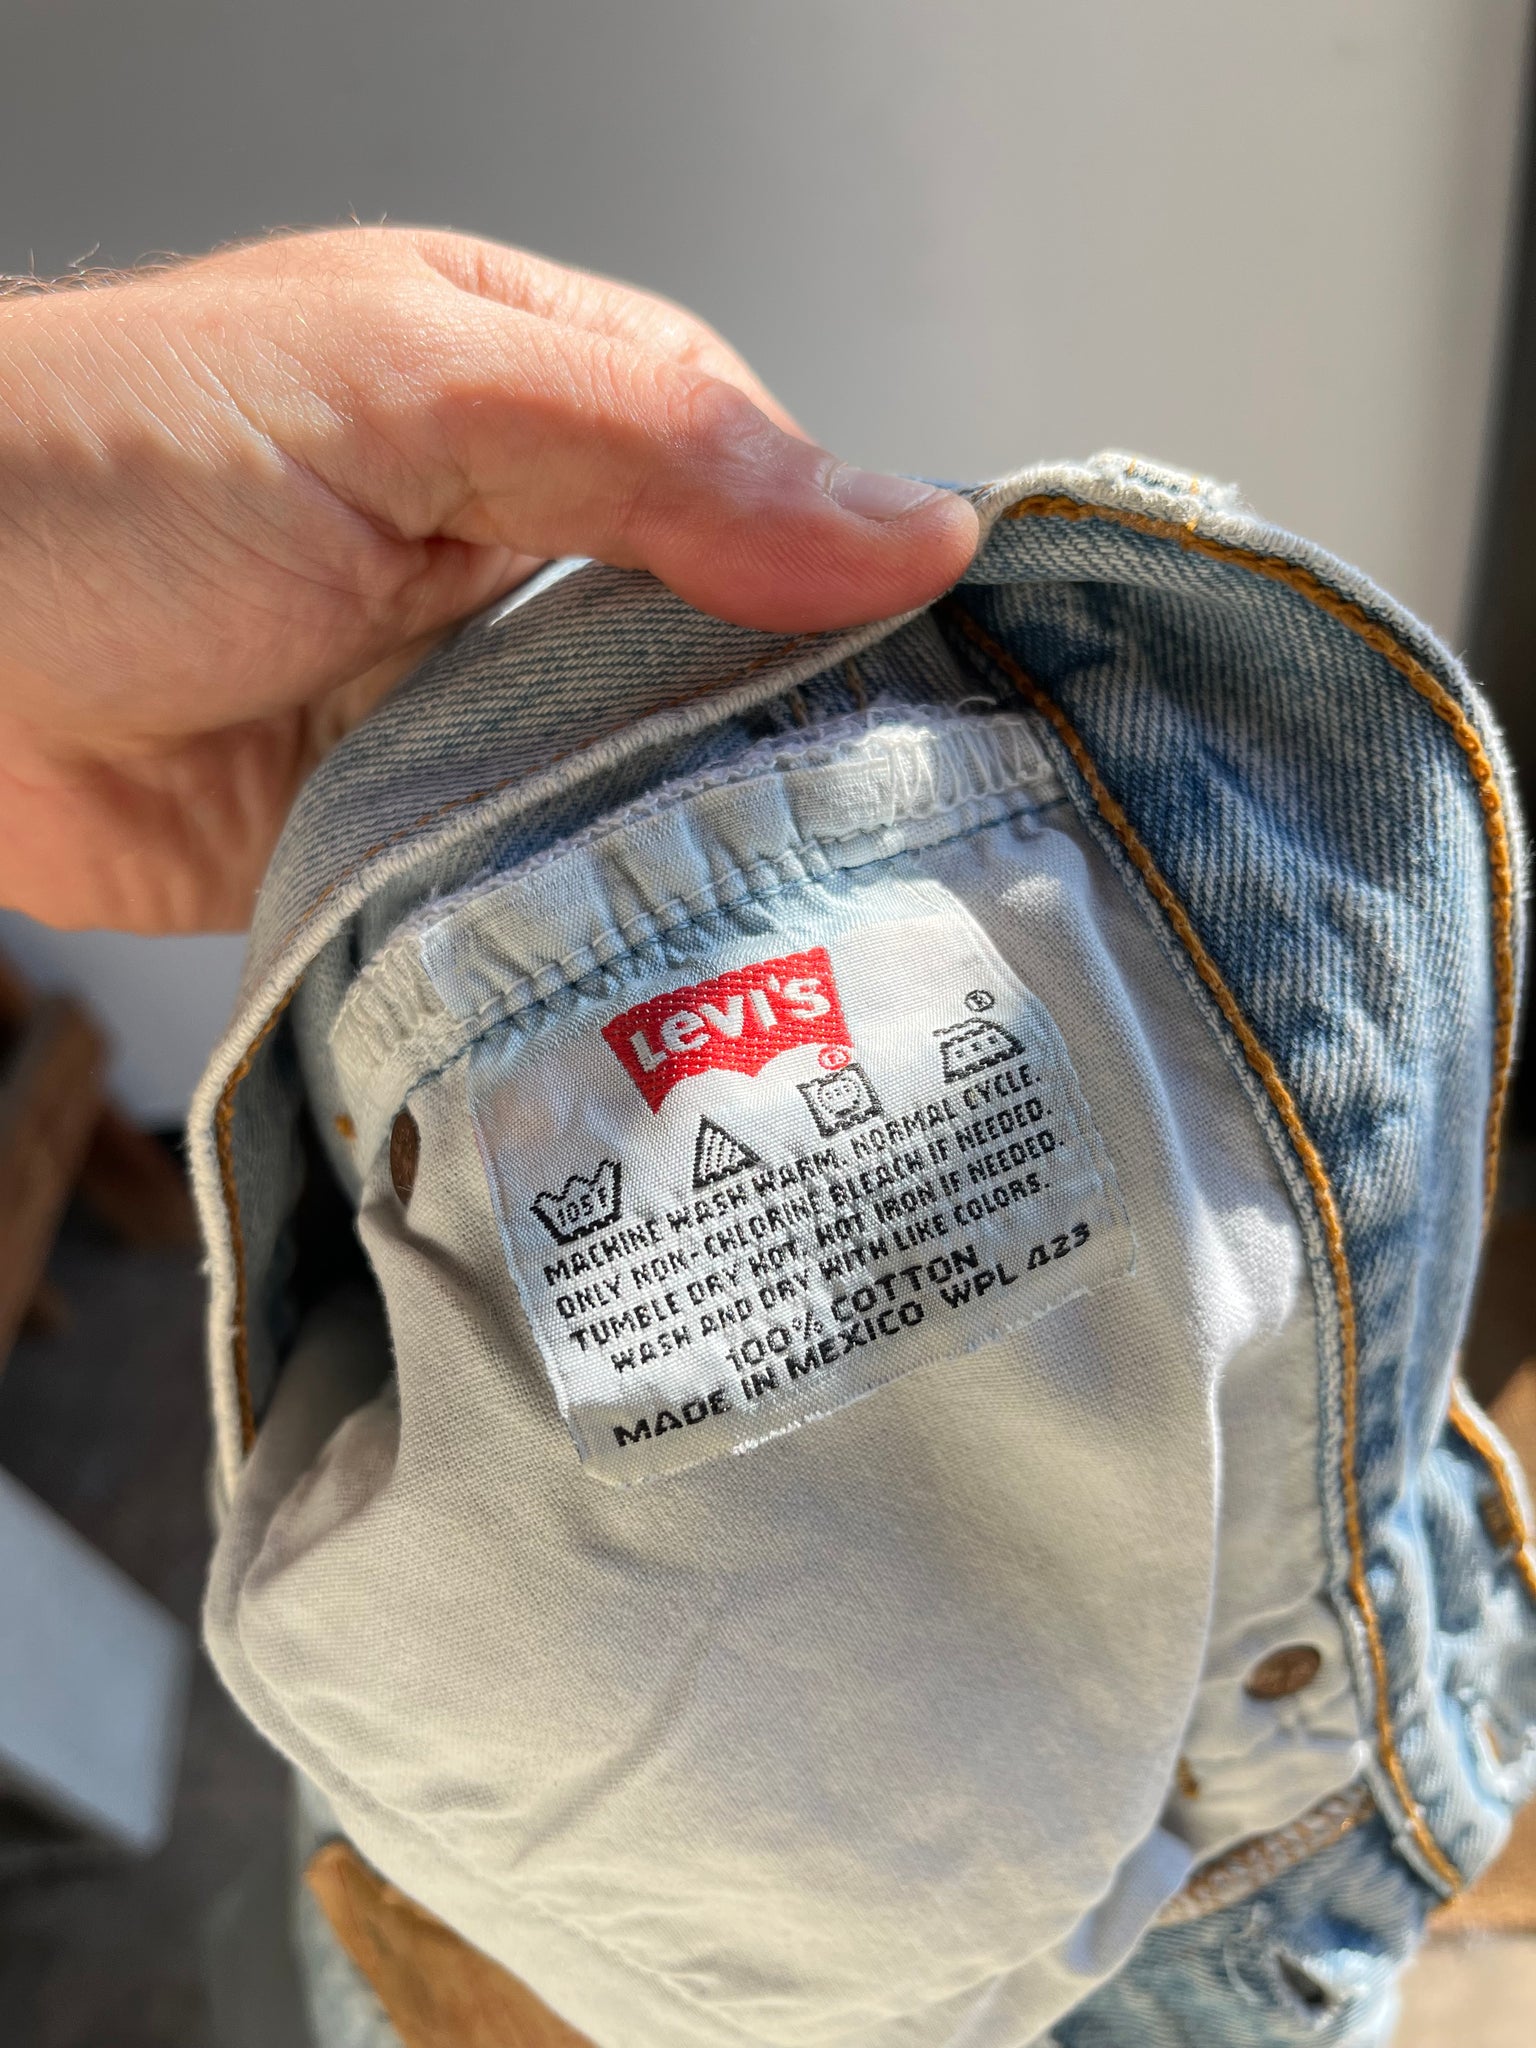 Levi's
®
®
105F
MACHINE WASH WARM. NORMAL CYCLE.
ONLY NON-CHLORINE BLEACH IF NEEDED.
TUMBLE DRY HOT. HOT IRON IF NEEDED.
WASH AND DRY WITH LIKE COLORS.
100% COTTON
MADE IN MEXICO WPL 423